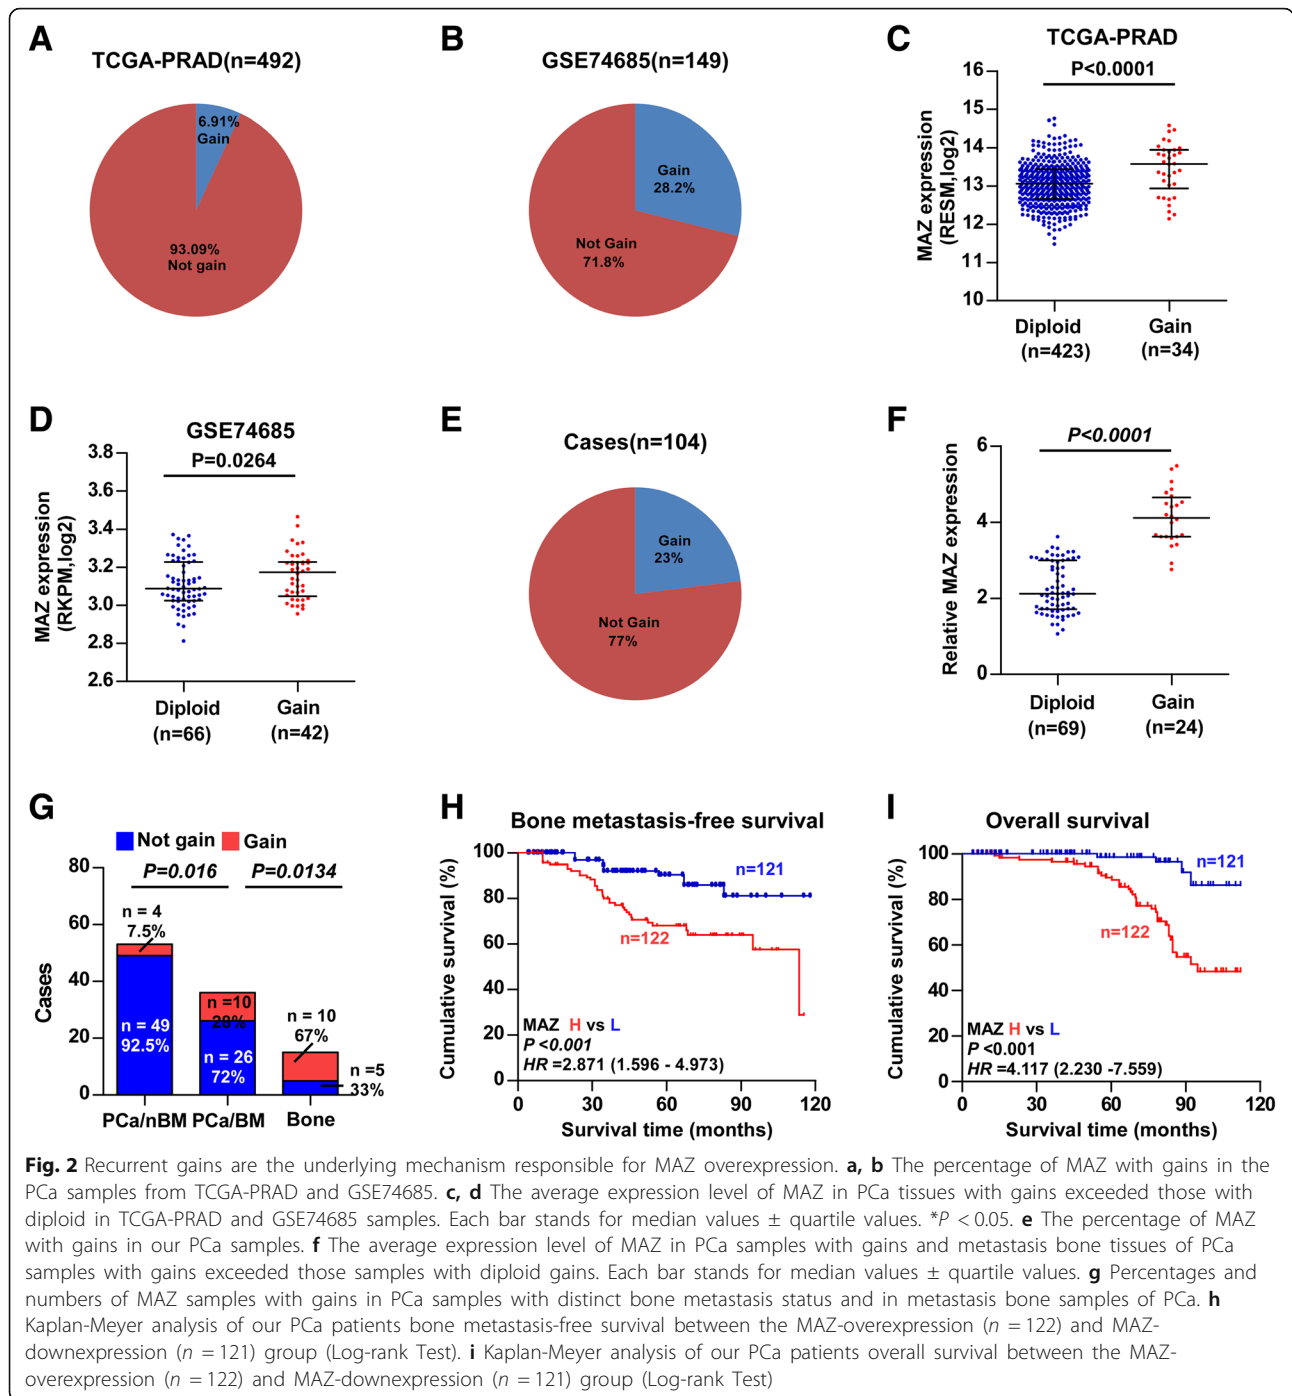 A
TCGA-PRAD(n=492)
6.91%
Gain
93.09%
Not gain
B
GSE74685(n=149)
Gain
28.2%
Not Gain
71.8%
C
TCGA-PRAD
P<0.0001
MAZ expression
(RESM,log2)
16
15
14
13
12
11
10
Diploid
(n=423)
Gain
(n=34)
D
GSE74685
P=0.0264
MAZ expression
(RKPM,log2)
3.8
3.6
3.4
3.2
3.0
2.8
2.6
Diploid
(n=66)
Gain
(n=42)
E
Cases(n=104)
Gain
23%
Not Gain
77%
F
P<0.0001
Relative MAZ expression
6
4
2
0
Diploid
(n=69)
Gain
(n=24)
G
Not gain Gain
P=0.016 P=0.0134
Cases
80
60
40
20
0
n = 4
7.5%
n = 49
92.5%
n =10
28%
n = 26
72%
n = 10
67%
n =5
33%
PCa/nBM PCa/BM Bone
H
Bone metastasis-free survival
Cumulative survival (%)
100
80
60
40
20
0
n=121
n=122
MAZ H vs L
P <0.001
HR =2.871 (1.596 - 4.973)
0 30 60 90 120
Survival time (months)
I
Overall survival
Cumulative survival (%)
100
80
60
40
20
0
n=121
n=122
MAZ H vs L
P <0.001
HR =4.117 (2.230 -7.559)
0 30 60 90 120
Survival time (months)
Fig. 2 Recurrent gains are the underlying mechanism responsible for MAZ overexpression. a, b The percentage of MAZ with gains in the
PCa samples from TCGA-PRAD and GSE74685. c, d The average expression level of MAZ in PCa tissues with gains exceeded those with
diploid in TCGA-PRAD and GSE74685 samples. Each bar stands for median values ± quartile values. *P < 0.05. e The percentage of MAZ
with gains in our PCa samples. f The average expression level of MAZ in PCa samples with gains and metastasis bone tissues of PCa
samples with gains exceeded those samples with diploid gains. Each bar stands for median values ± quartile values. g Percentages and
numbers of MAZ samples with gains in PCa samples with distinct bone metastasis status and in metastasis bone samples of PCa. h
Kaplan-Meyer analysis of our PCa patients bone metastasis-free survival between the MAZ-overexpression (n = 122) and MAZ-
downexpression (n = 121) group (Log-rank Test). i Kaplan-Meyer analysis of our PCa patients overall survival between the MAZ-
overexpression (n = 122) and MAZ-downexpression (n = 121) group (Log-rank Test)